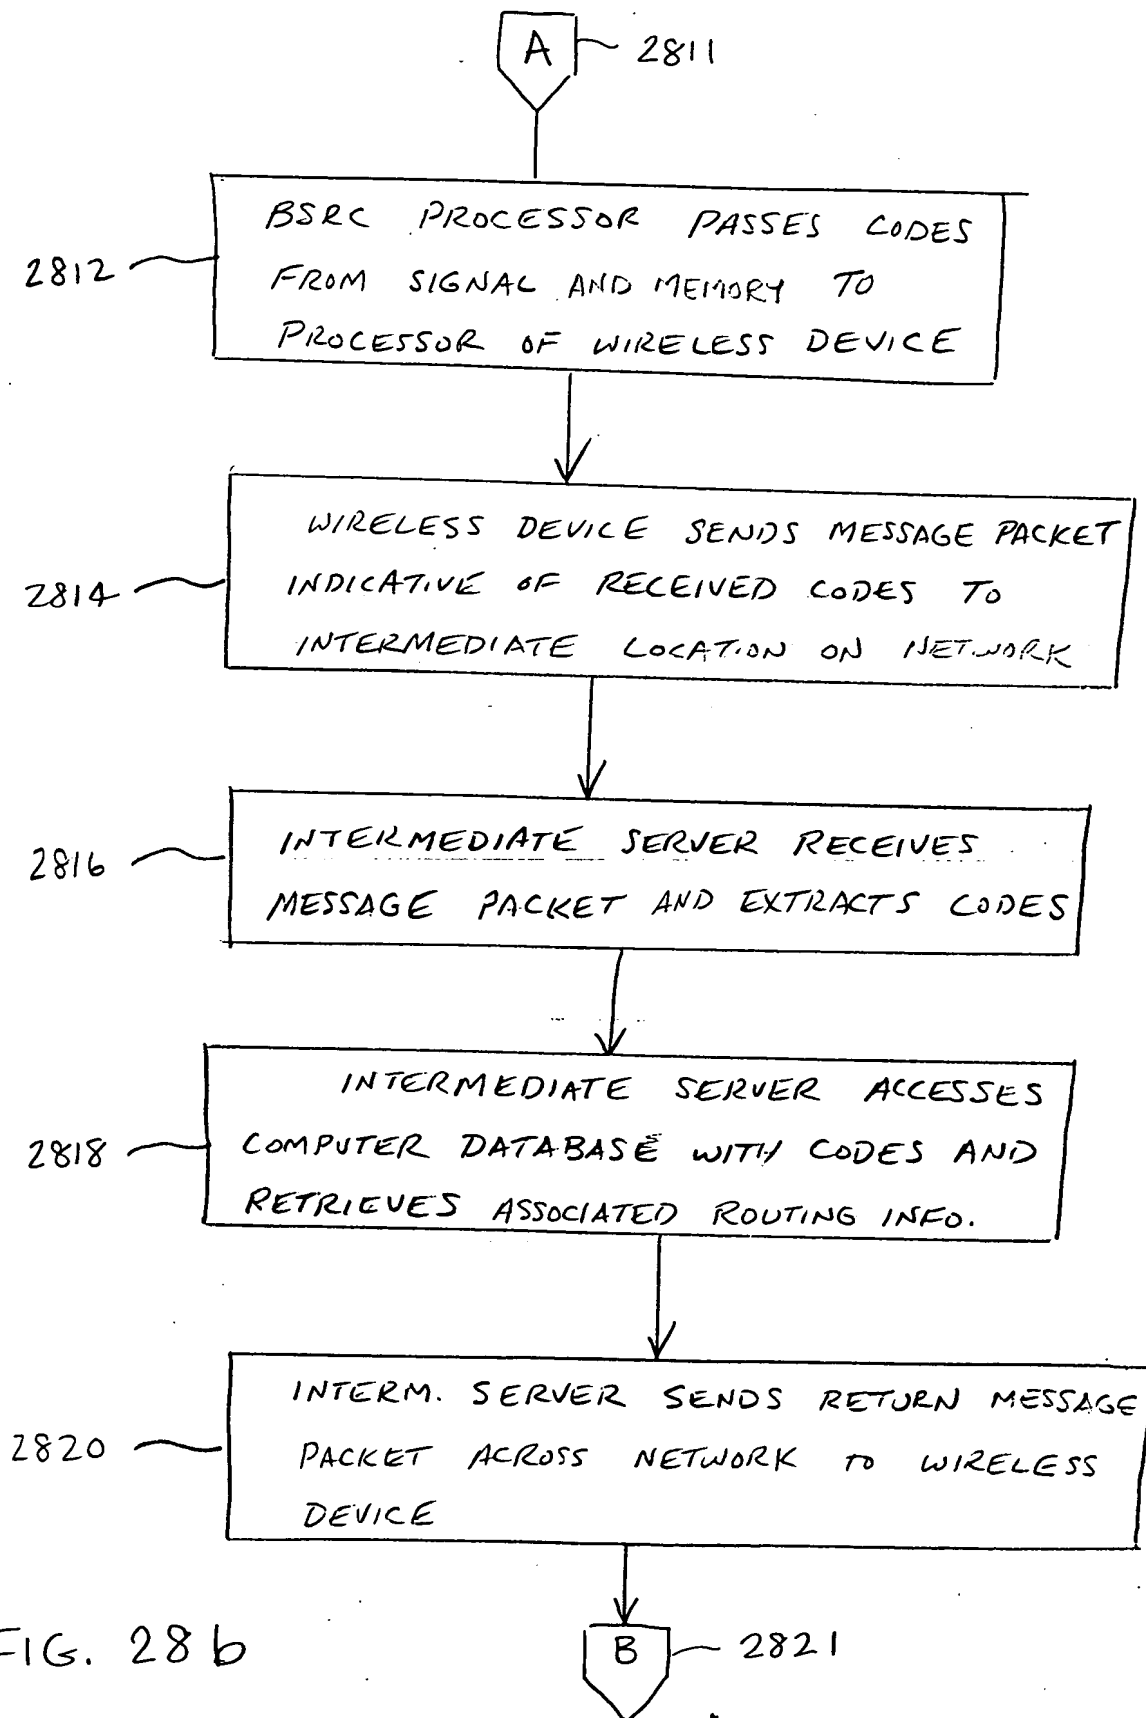 A 2811
BSRC PROCESSOR PASSES CODES
2812
FROM SIGNAL AND MEMORY TO
PROCESSOR OF WIRELESS DEVICE
WIRELESS DEVICE SENDS MESSAGE PACKET
2814
INDICATIVE OF RECEIVED CODES TO
INTERMEDIATE LOCATION ON NETWORK
INTERMEDIATE SERVER RECEIVES
2816
MESSAGE PACKET AND EXTRACTS CODES
INTERMEDIATE SERVER ACCESSES
2818
COMPUTER DATABASE WITH CODES AND
RETRIEVES ASSOCIATED ROUTING INFO.
INTERM. SERVER SENDS RETURN MESSAGE
2820
PACKET ACROSS NETWORK TO WIRELESS
DEVICE
FIG. 28b
B 2821